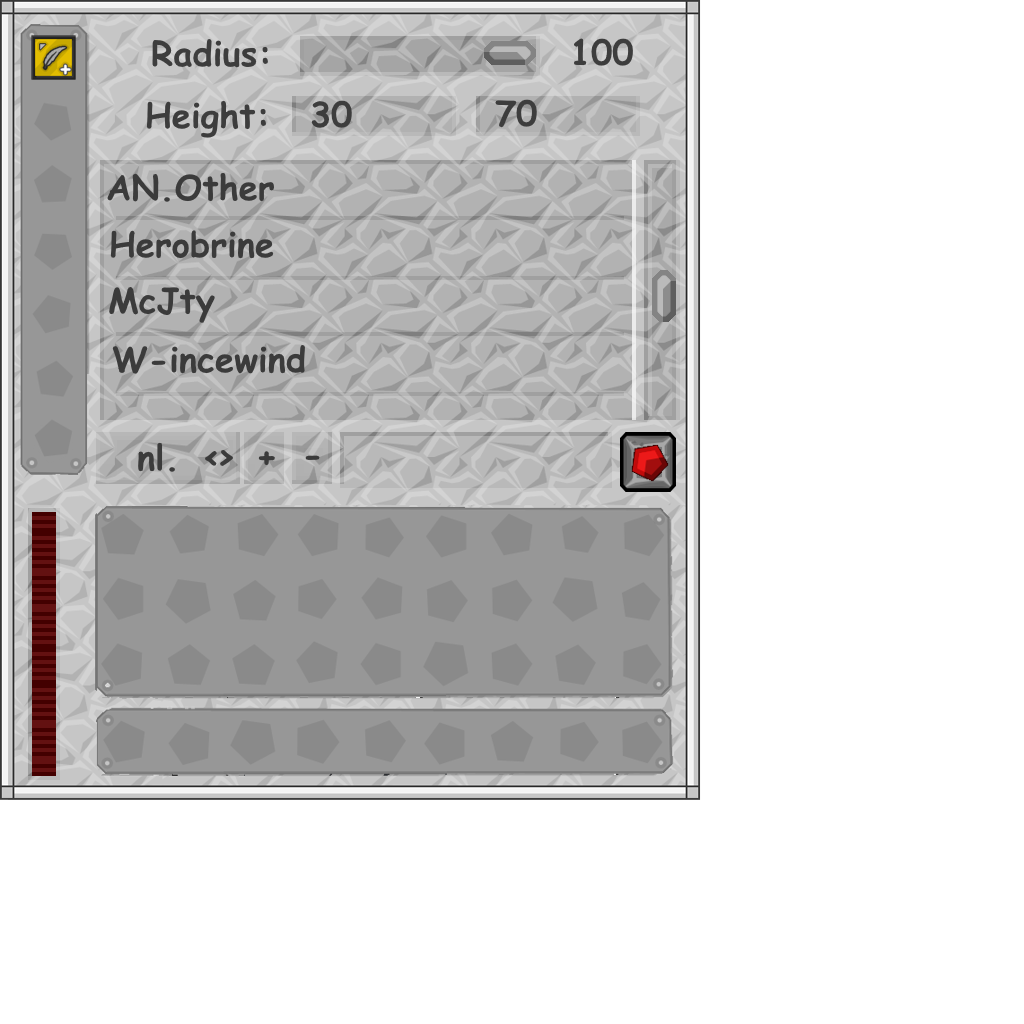 Radius: 100
Height: 30 70
AN.Other
Herobrine
McJty
W-incewind
nl. <> + -